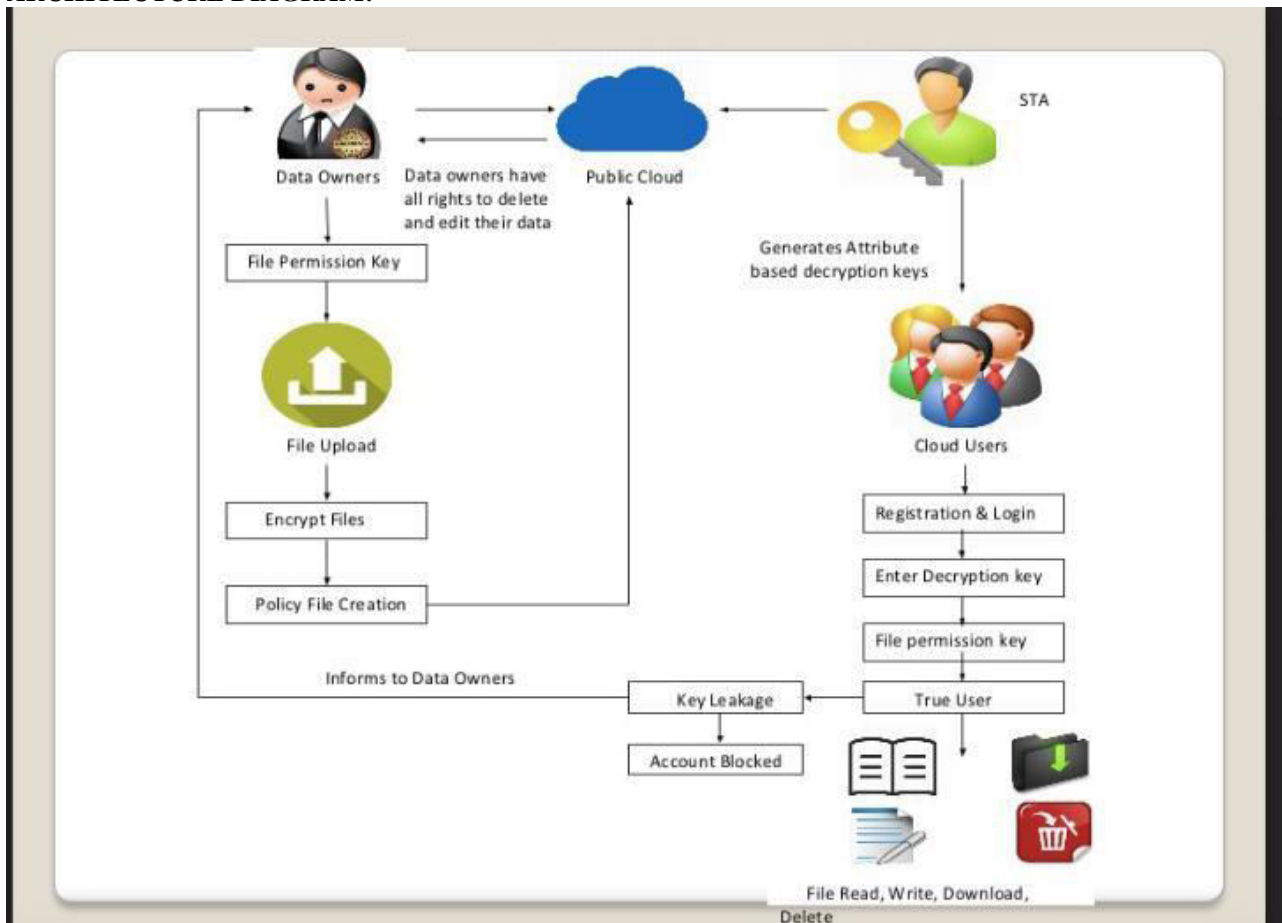 ARCHITECTURE DIAGRAM:
STA
Data Owners
Data owners have
all rights to delete
and edit their data
Public Cloud
File Permission Key
Generates Attribute
based decryption keys
File Upload
Cloud Users
Encrypt Files
Registration & Login
Enter Decryption key
Policy File Creation
File permission key
Informs to Data Owners
Key Leakage
True User
Account Blocked
File Read, Write, Download,
Delete